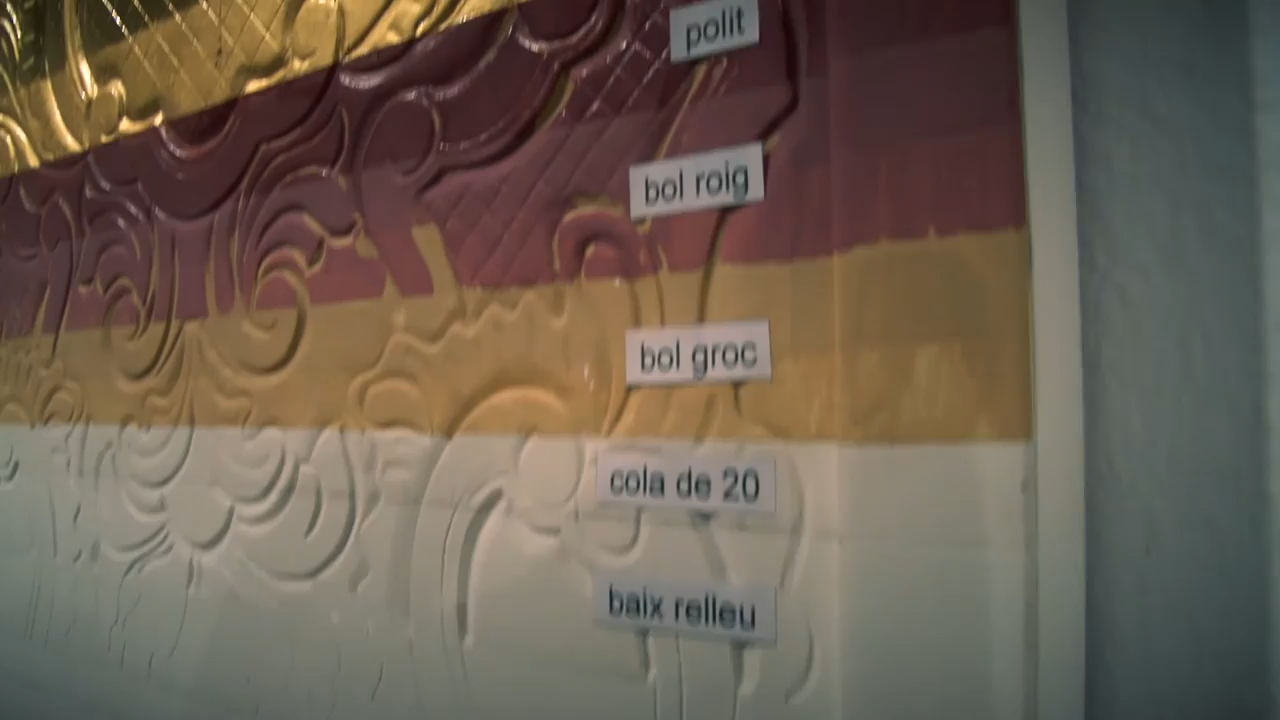 polit
bol roig
bol groc
cola de 20
baix relleu